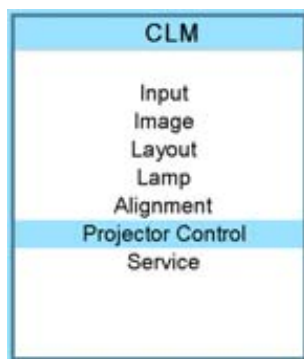 CLM
Input
Image
Layout
Lamp
Alignment
Projector Control
Service